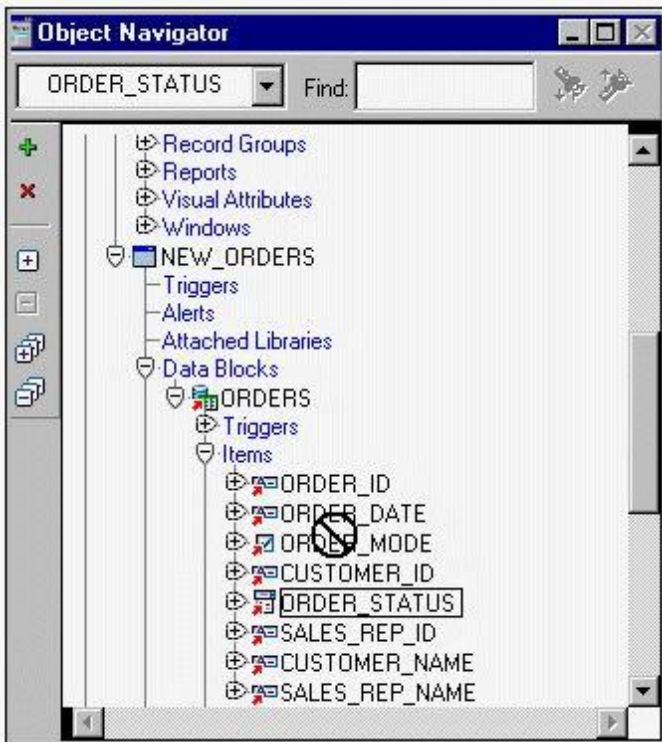 Object Navigator
ORDER_STATUS Find:
Record Groups
Reports
Visual Attributes
Windows
NEW_ORDERS
Triggers
Alerts
Attached Libraries
Data Blocks
ORDERS
Triggers
Items
ORDER_ID
ORDER_DATE
ORDER_MODE
CUSTOMER_ID
ORDER_STATUS
SALES_REP_ID
CUSTOMER_NAME
SALES_REP_NAME